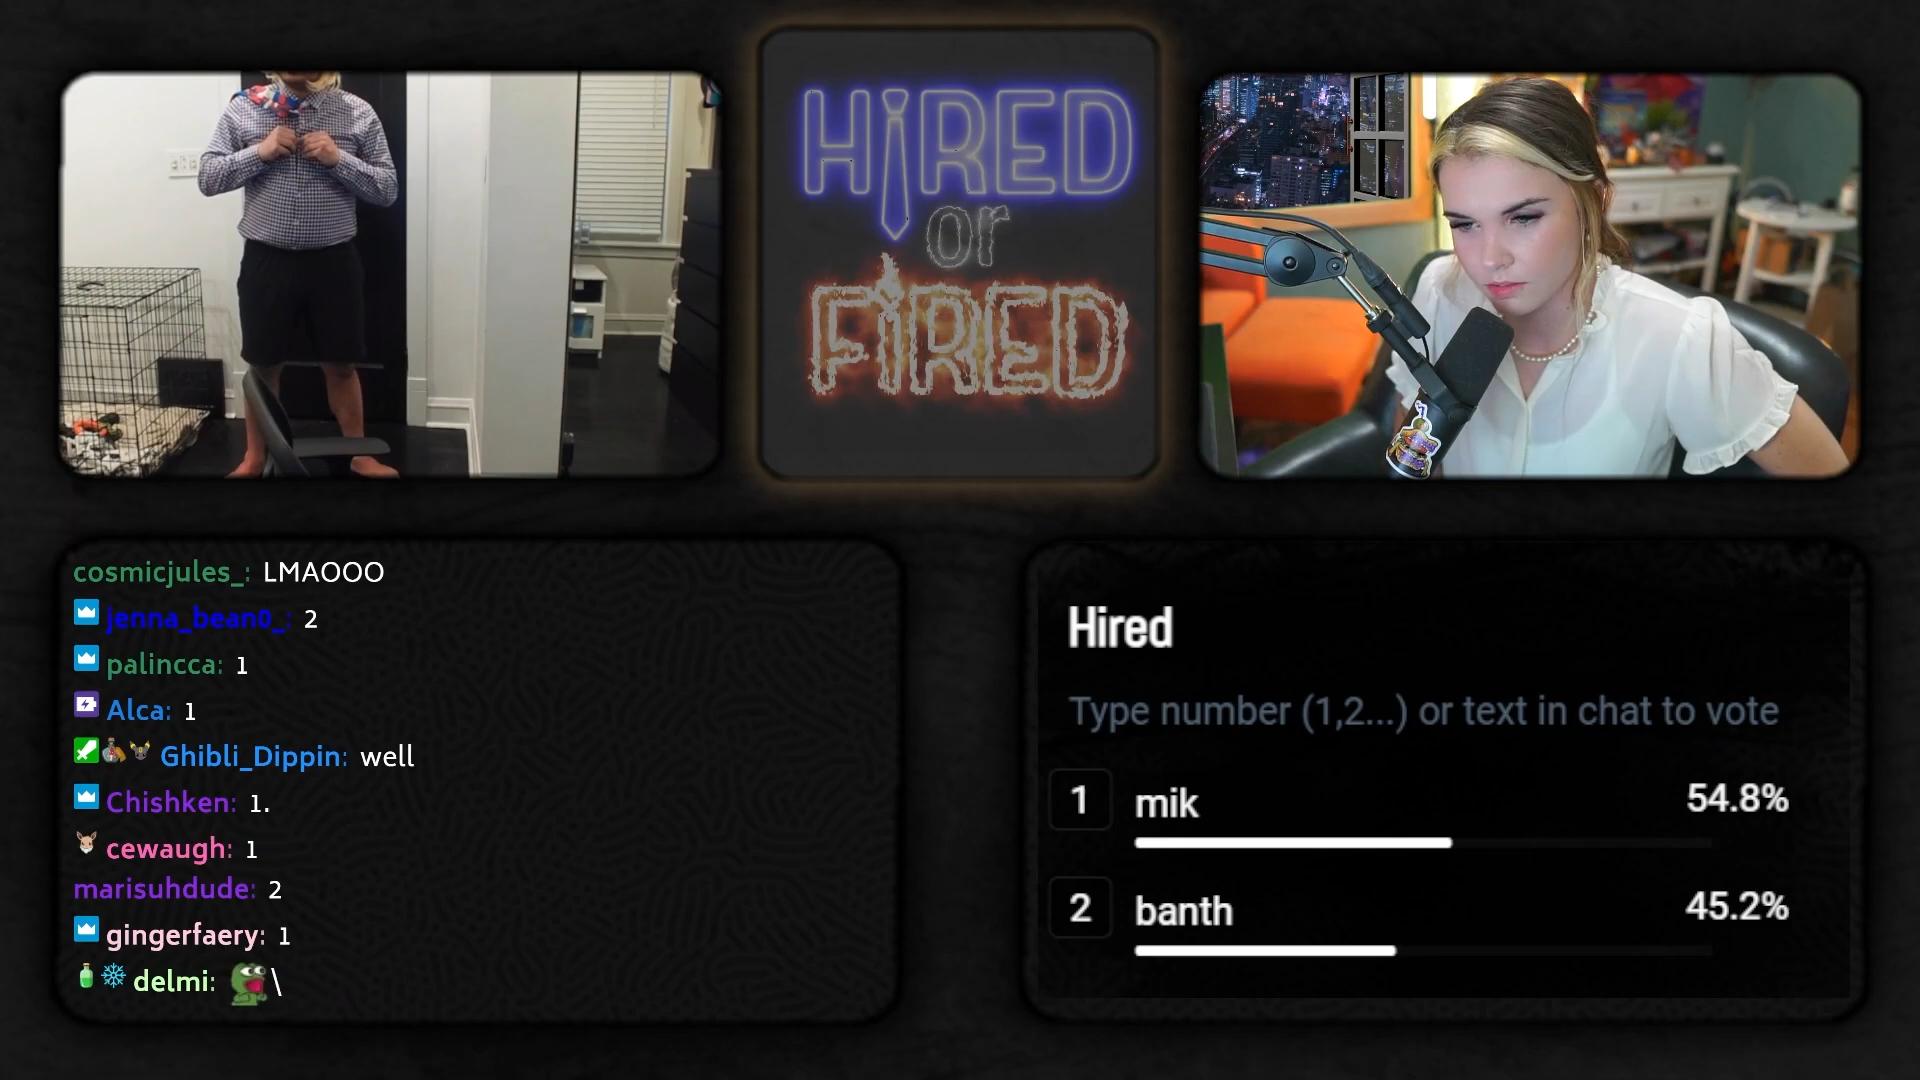 HiRED
or
FiRED
cosmicjules_: LMAOOO
jenna_bean0_: 2
palincca: 1
Alca: 1
Ghibli_Dippin: well
Chishken: 1.
cewaugh: 1
marisuhdude: 2
gingerfaery: 1
delmi: \
Hired
Type number (1,2...) or text in chat to vote
1 mik 54.8%
2 banth 45.2%